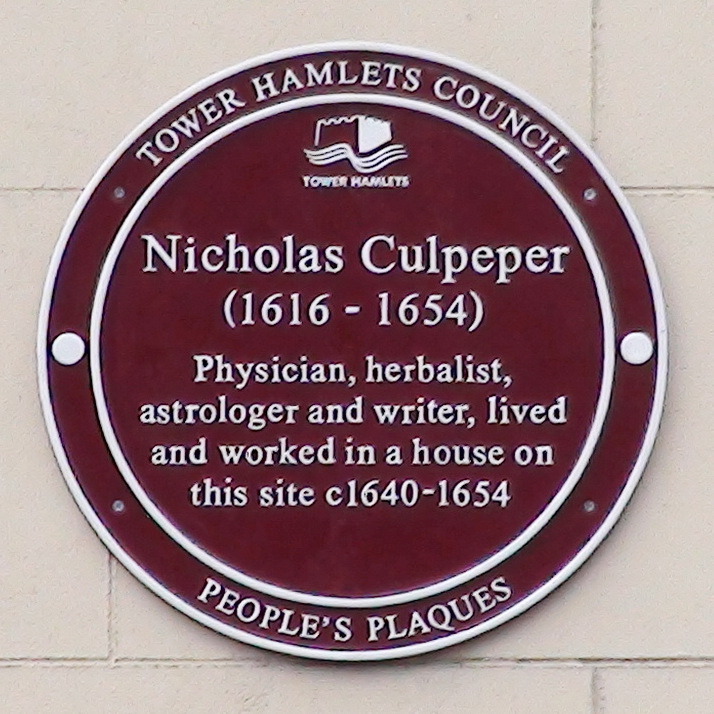 TOWER HAMLETS COUNCIL
TOWER HAMLETS
Nicholas Culpeper
(1616 - 1654)
Physician, herbalist,
astrologer and writer, lived
and worked in a house on
this site c1640-1654
PEOPLE'S PLAQUES